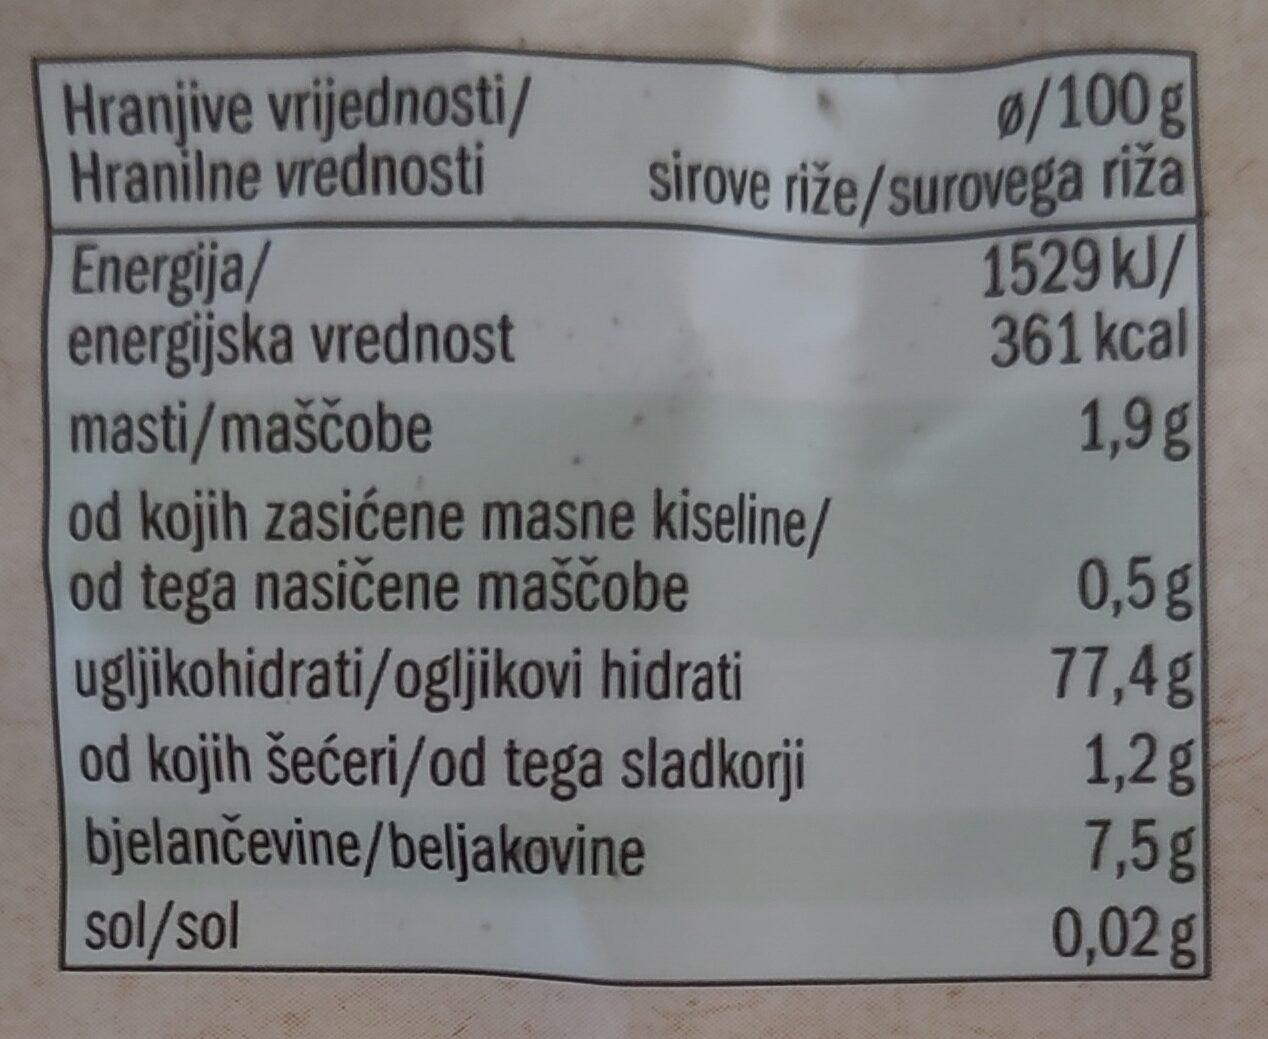 Hranjive vrijednosti/ ø/100 g
Hranilne vrednosti sirove riže/surovega riža
Energija/ 1529 kJ/
energijska vrednost 361 kcal
masti/maščobe 1,9 g
od kojih zasićene masne kiseline/
od tega nasičene maščobe 0,5 g
ugljikohidrati/ogljikovi hidrati 77,4 g
od kojih šećeri/od tega sladkorji 1,2 g
bjelančevine/beljakovine 7,5 g
sol/sol 0,02 g